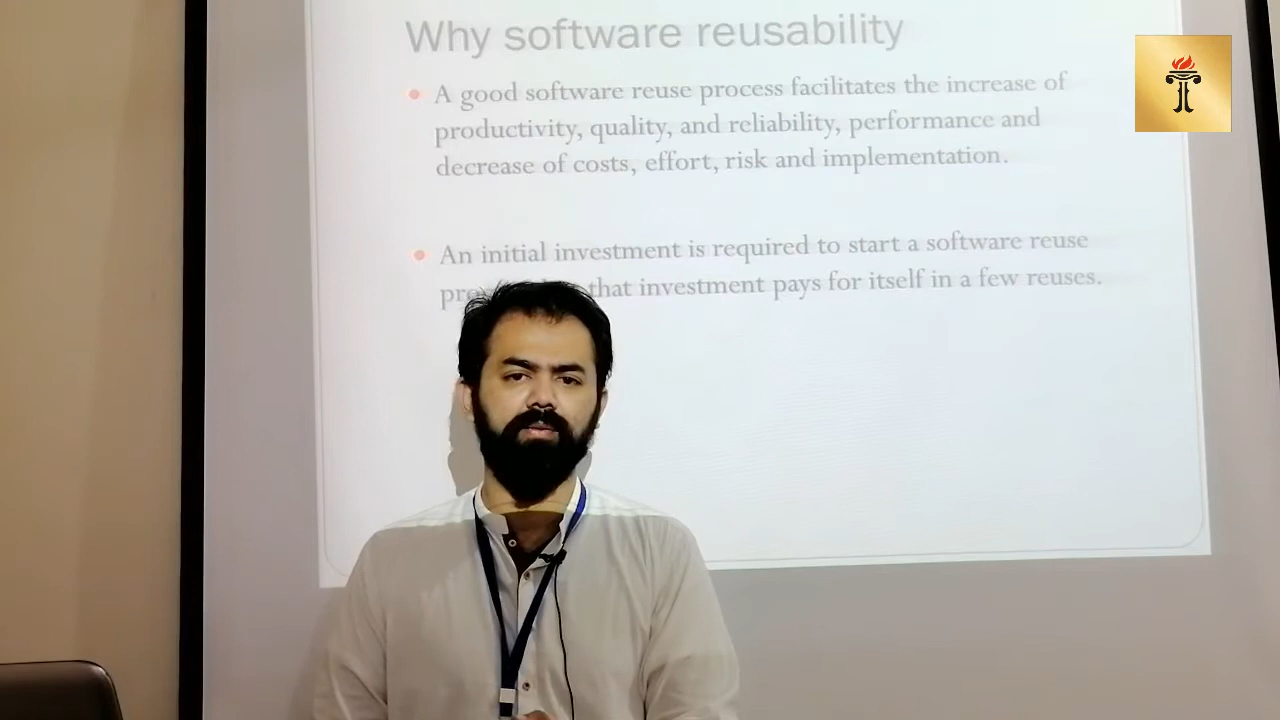 Why software reusability
A good software reuse process facilitates the increase of
productivity, quality, and reliability, performance and
decrease of costs, effort, risk and implementation.
An initial investment is required to start a software reuse
that investment pays for itself in a few reuses.